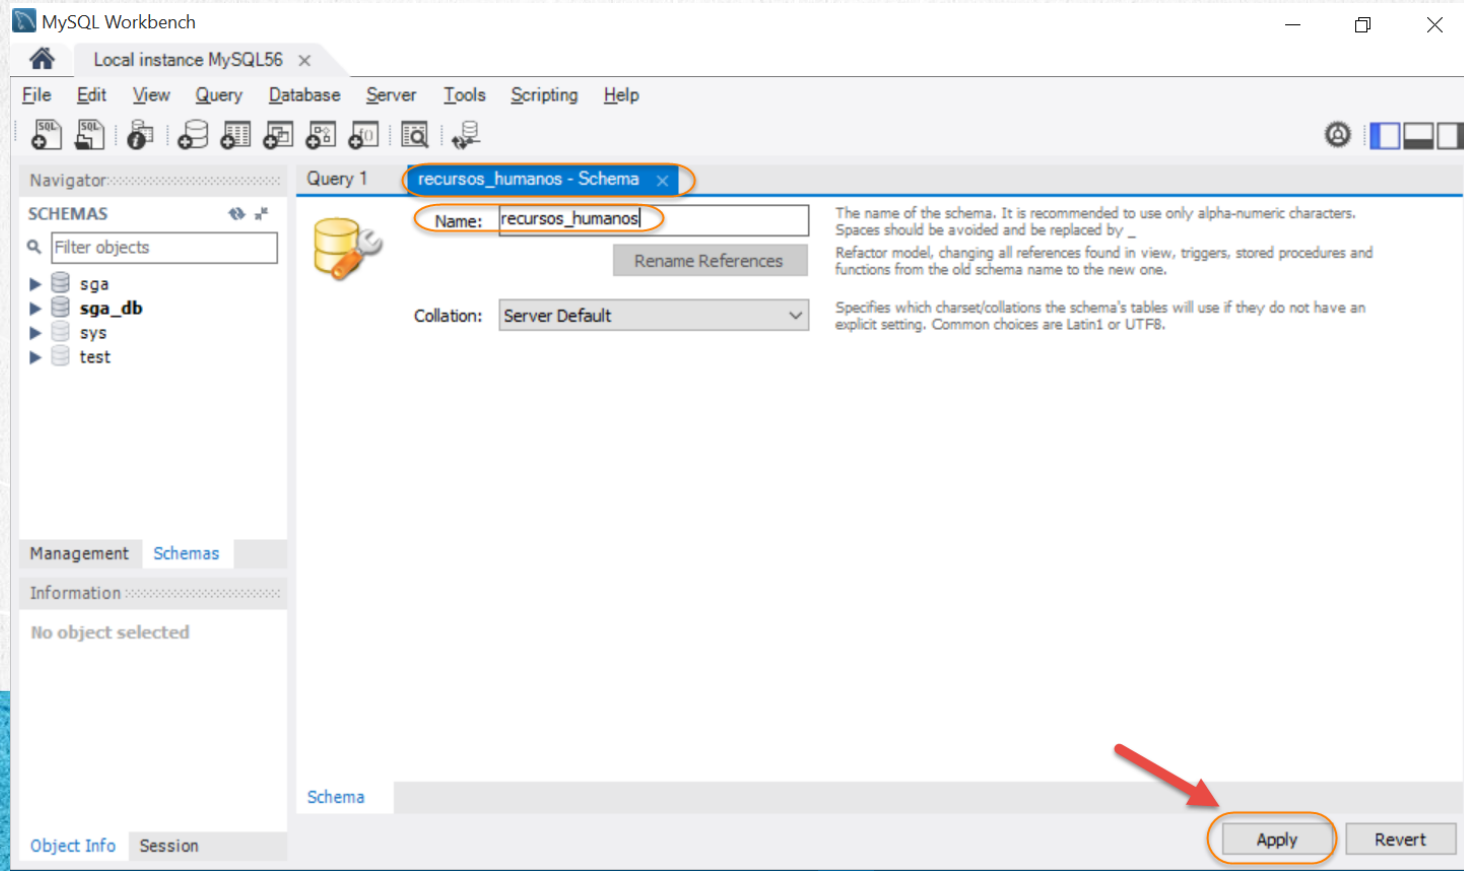 MySQL Workbench
Local instance MySQL56
File Edit View Query Database Server Tools Scripting Help
SQL SQL
Navigator
SCHEMAS
Filter objects
sga
sga_db
sys
test
Management Schemas
Information
No object selected
Object Info Session
Query 1 recursos_humanos - Schema
Name: recursos_humanos
The name of the schema. It is recommended to use only alpha-numeric characters.
Spaces should be avoided and be replaced by _
Rename References
Refactor model, changing all references found in view, triggers, stored procedures and
functions from the old schema name to the new one.
Collation: Server Default
Specifies which charset/collations the schema's tables will use if they do not have an
explicit setting. Common choices are Latin1 or UTF8.
Schema
Apply Revert